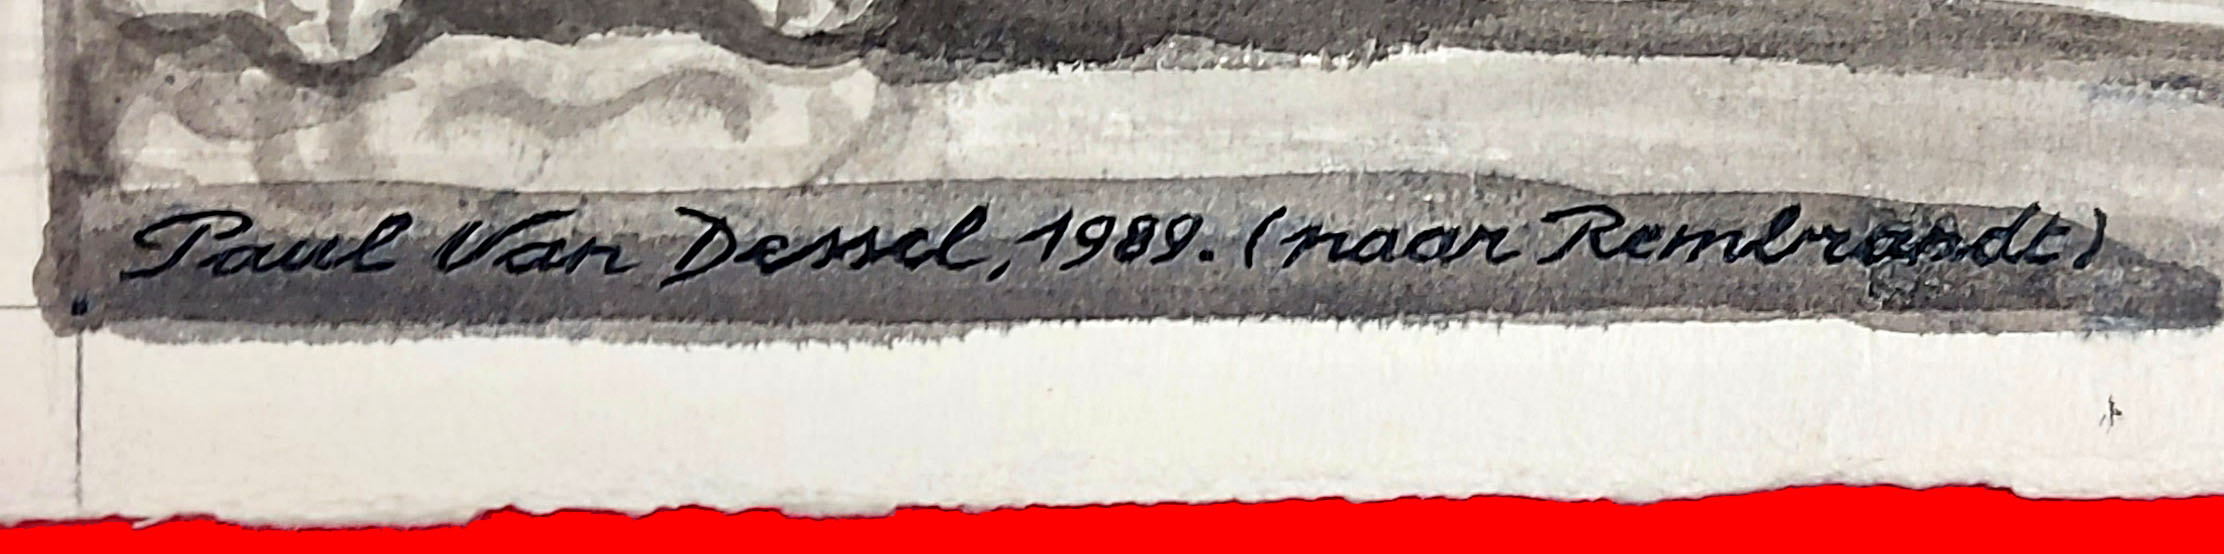 Paul Van Dessel, 1989. (naar Rembrandt)